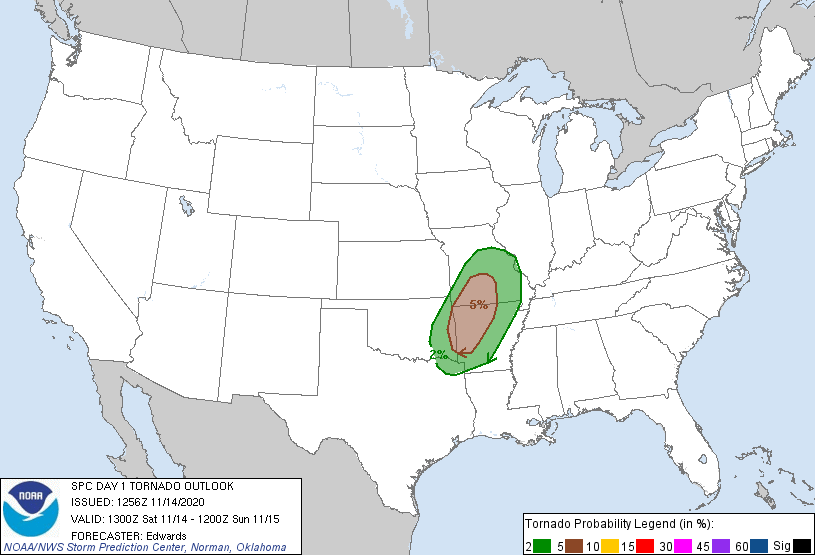 5%
2%
SPC DAY 1 TORNADO OUTLOOK
ISSUED: 1256Z 11/14/2020
VALID: 1300Z Sat 11/14 - 1200Z Sun 11/15
FORECASTER: Edwards
NOAA/NWS Storm Prediction Center, Norman, Oklahoma
NOAA
Tornado Probability Legend (in %):
2 5 10 15 30 45 60 Sig